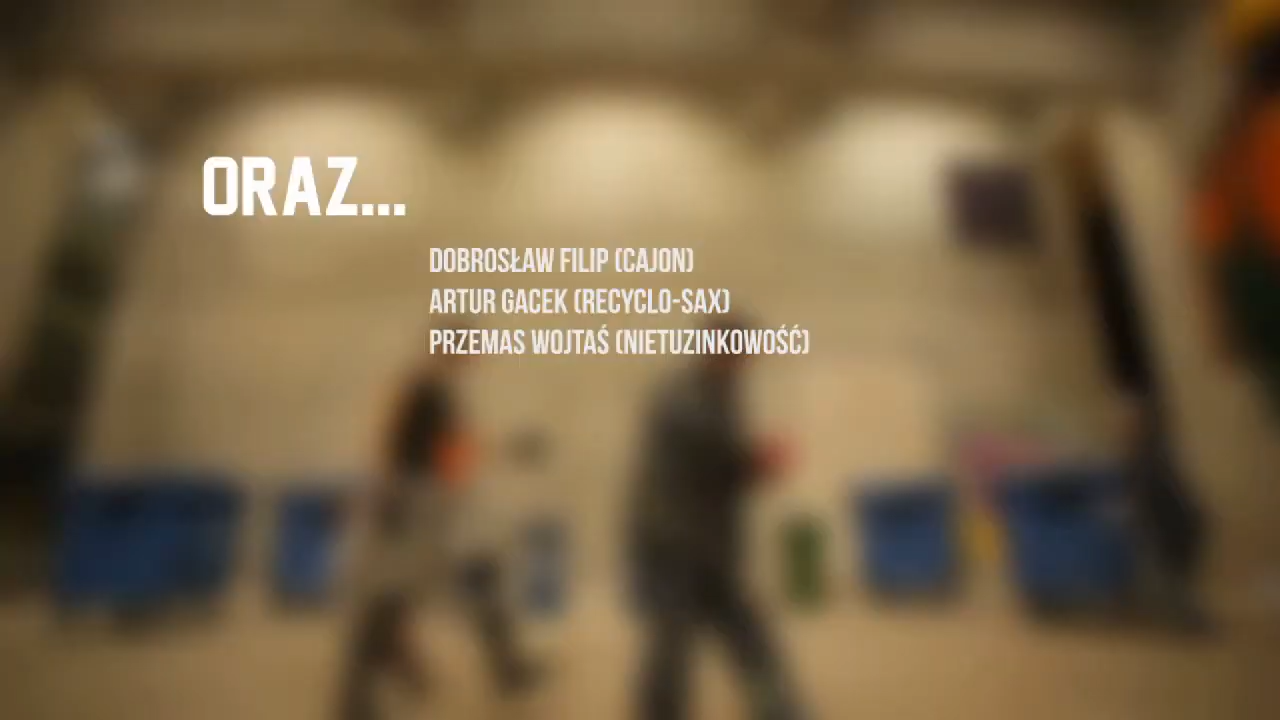 ORAZ...
DOBROSŁAW FILIP (CAJON)
ARTUR GACEK (RECYCLO-SAX)
PRZEMAS WOJTAŚ (NIETUZINKOWOŚĆ)